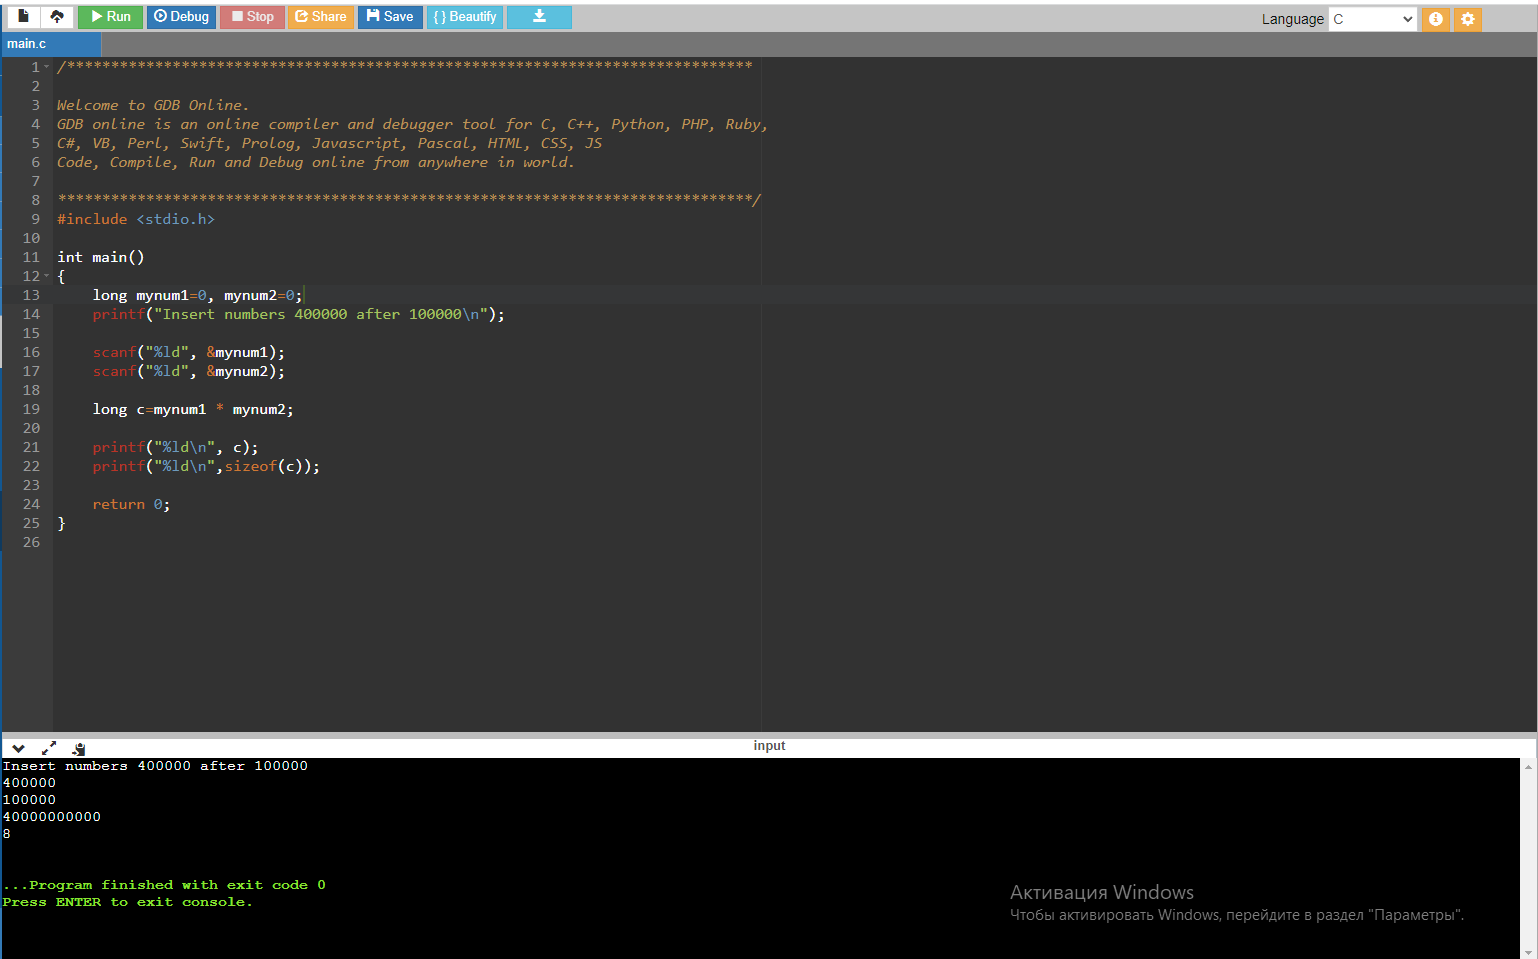 Run Debug Stop Share Save { } Beautify Language C
main.c
1 /******************************************************************************
2
3 Welcome to GDB Online.
4 GDB online is an online compiler and debugger tool for C, C++, Python, PHP, Ruby,
5 C#, VB, Perl, Swift, Prolog, Javascript, Pascal, HTML, CSS, JS
6 Code, Compile, Run and Debug online from anywhere in world.
7
8 *******************************************************************************/
9 #include <stdio.h>
10
11 int main()
12 {
13     long mynum1=0, mynum2=0;
14     printf("Insert numbers 400000 after 100000\n");
15
16     scanf("%ld", &mynum1);
17     scanf("%ld", &mynum2);
18
19     long c=mynum1 * mynum2;
20
21     printf("%ld\n", c);
22     printf("%ld\n",sizeof(c));
23
24     return 0;
25 }
26
input
Insert numbers 400000 after 100000
400000
100000
40000000000
8
...Program finished with exit code 0
Press ENTER to exit console.
Активация Windows
Чтобы активировать Windows, перейдите в раздел "Параметры".